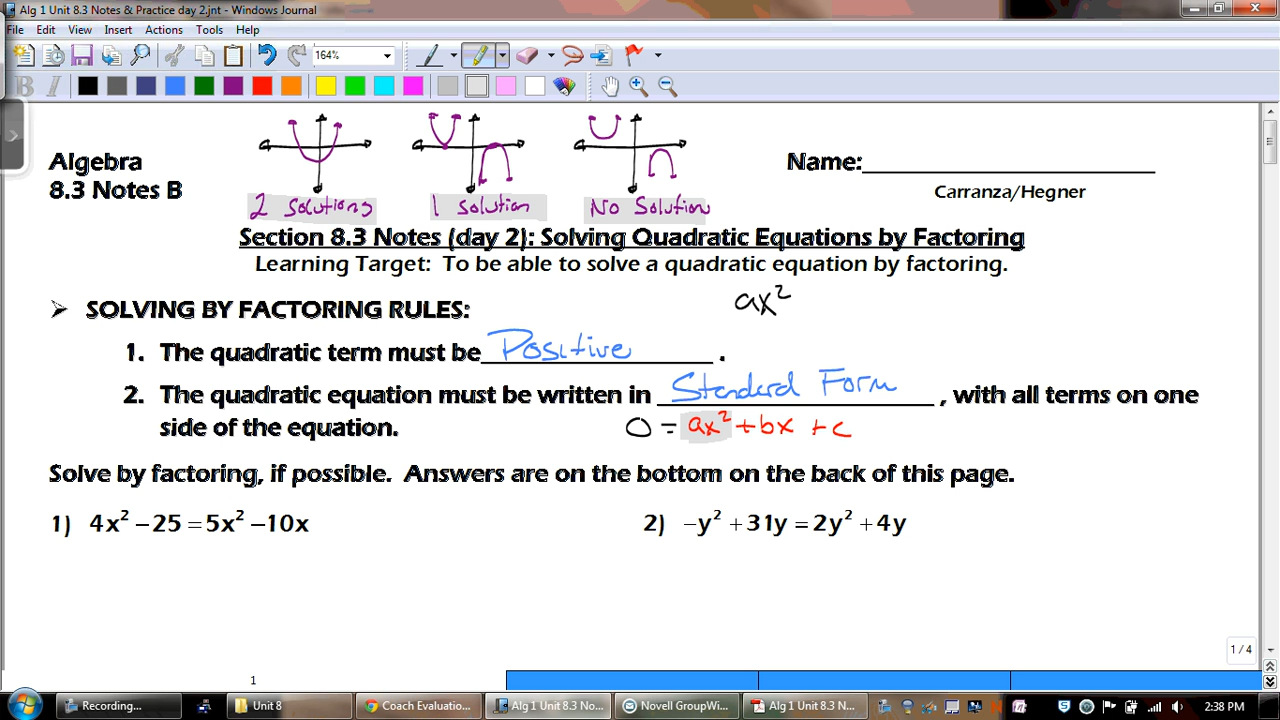 Alg 1 Unit 8.3 Notes & Practice day 2.jnt - Windows Journal
File Edit View Insert Actions Tools Help
164%
B I
Algebra
8.3 Notes B
Name:
Carranza/Hegner
2 Solutions 1 Solution No Solution
Section 8.3 Notes (day 2): Solving Quadratic Equations by Factoring
Learning Target: To be able to solve a quadratic equation by factoring.
ax²
➢ SOLVING BY FACTORING RULES:
1. The quadratic term must be Positive .
2. The quadratic equation must be written in Standard Form , with all terms on one
side of the equation.
0 = ax² + bx + c
Solve by factoring, if possible. Answers are on the bottom on the back of this page.
1) 4x² − 25 = 5x² − 10x
2) −y² + 31y = 2y² + 4y
1 / 4
1
Recording...
Unit 8
Coach Evaluatio...
Alg 1 Unit 8.3 No...
Novell GroupWi...
Alg 1 Unit 8.3 No...
2:38 PM